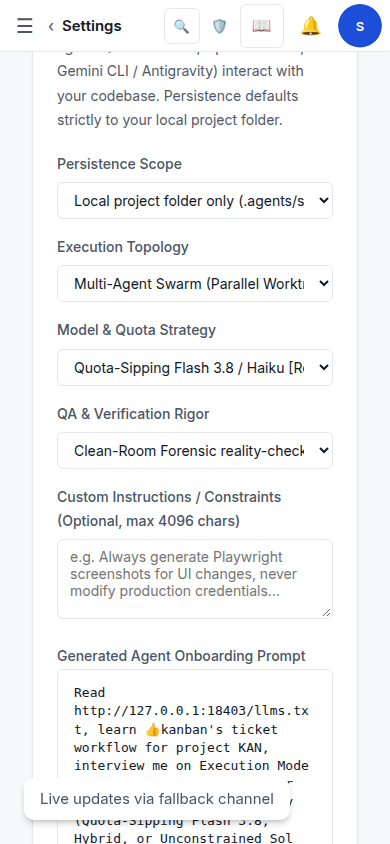 Settings
S
Gemini CLI / Antigravity) interact with
your codebase. Persistence defaults
strictly to your local project folder.
Persistence Scope
Local project folder only (.agents/s
Execution Topology
Multi-Agent Swarm (Parallel Worktr
Model & Quota Strategy
Quota-Sipping Flash 3.8 / Haiku [Re
QA & Verification Rigor
Clean-Room Forensic reality-check
Custom Instructions / Constraints
(Optional, max 4096 chars)
e.g. Always generate Playwright
screenshots for UI changes, never
modify production credentials...
Generated Agent Onboarding Prompt
Read
http://127.0.0.1:18403/llms.tx
t, learn 👍kanban's ticket
workflow for project KAN,
interview me on Execution Mode
Live updates via fallback channel
(Quota-Sipping Flash 3.8,
Hybrid, or Unconstrained Sol